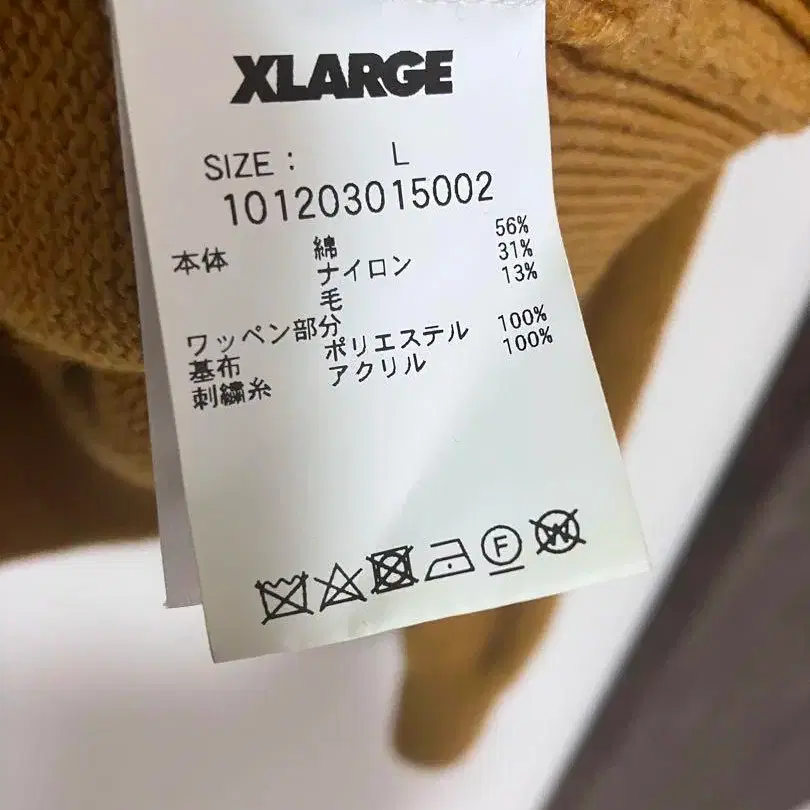 XLARGE
SIZE : L
101203015002
本体 綿 56%
ナイロン 31%
毛 13%
ワッペン部分
基布 ポリエステル 100%
刺繍糸 アクリル 100%
F W